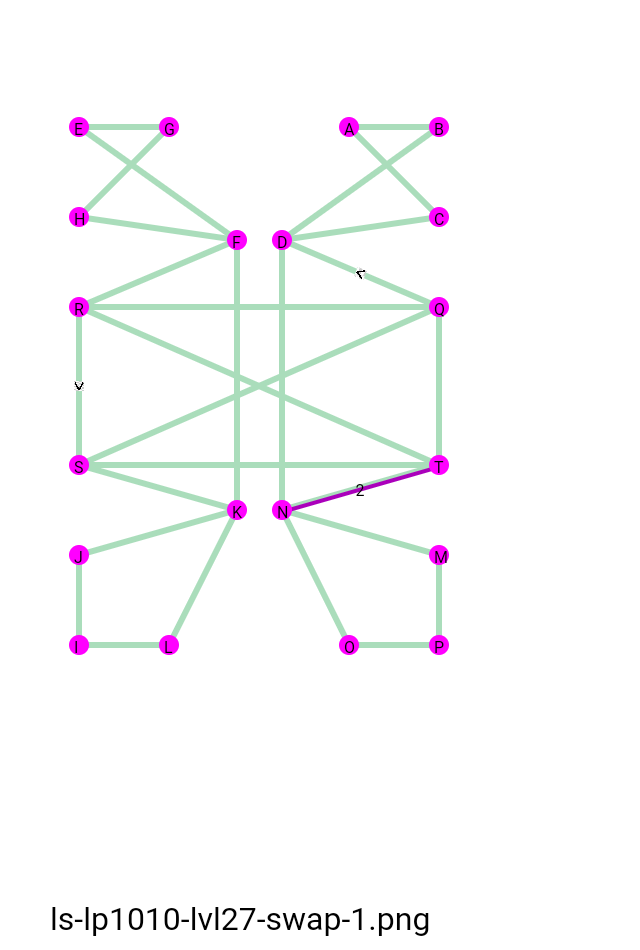 E G A B
H C
F D
R Q
S T
2
K N
J M
I L O P
ls-lp1010-lvl27-swap-1.png